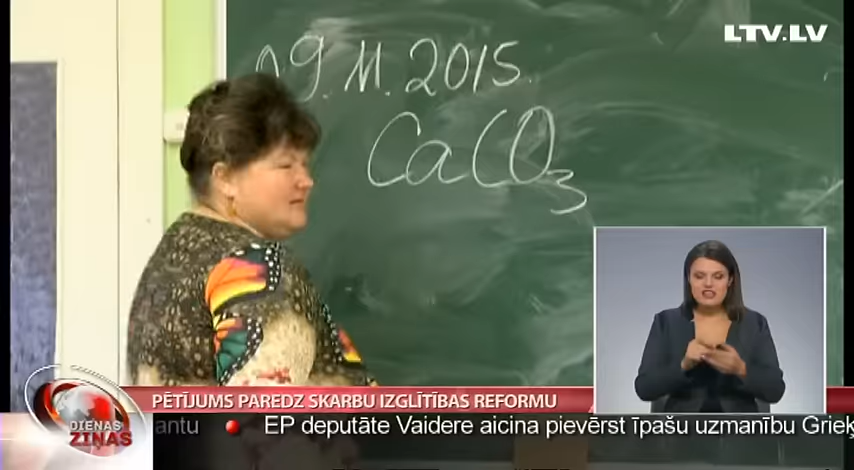 LTV.LV
09.11.2015.
CaCO3
PĒTĪJUMS PAREDZ SKARBU IZGLĪTĪBAS REFORMU
DIENAS
ZIŅAS
antu • EP deputāte Vaidere aicina pievērst īpašu uzmanību Grieķ